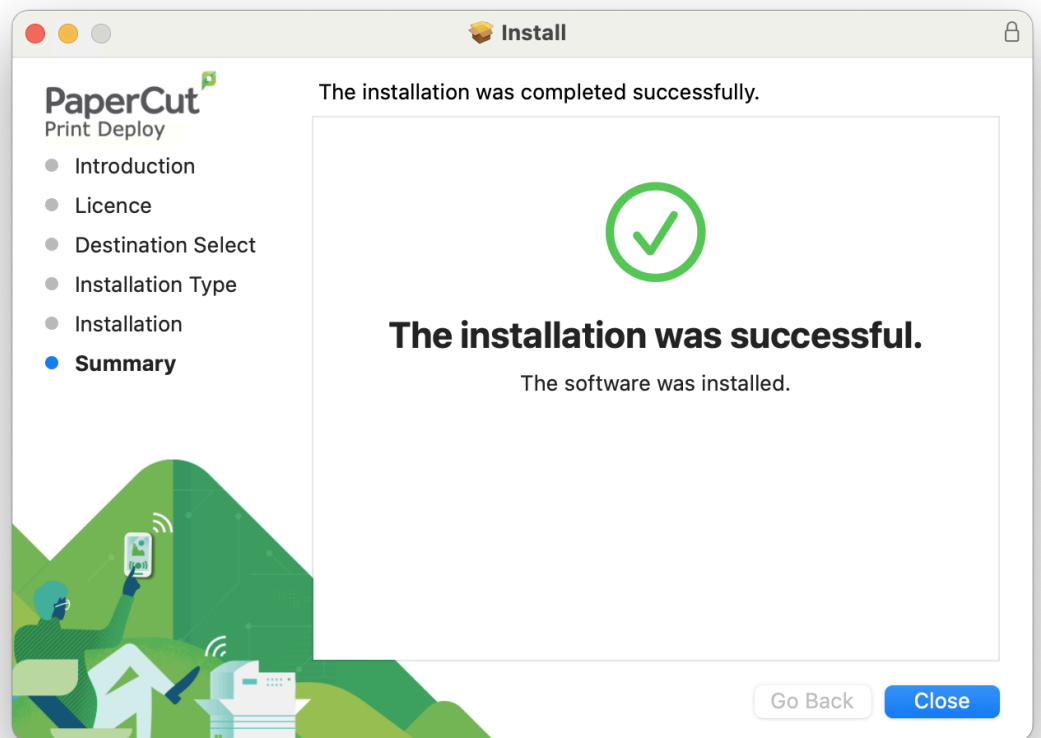 Install
PaperCut
Print Deploy
The installation was completed successfully.
Introduction
Licence
Destination Select
Installation Type
Installation
Summary
The installation was successful.
The software was installed.
Go Back
Close